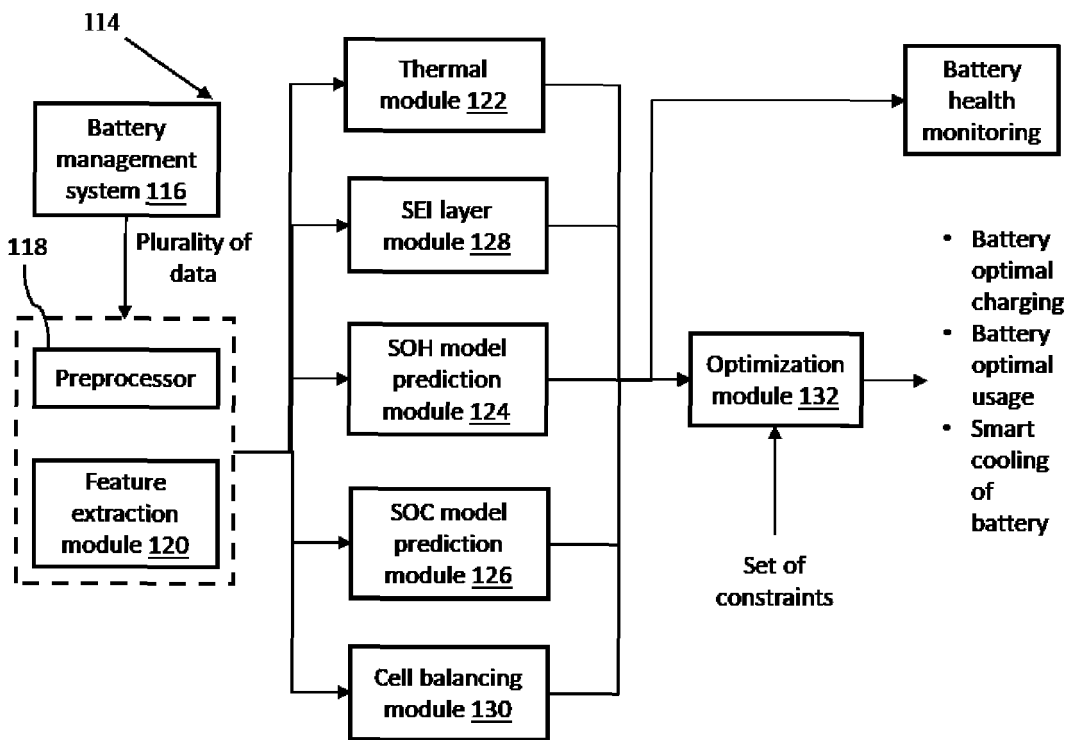 114
Battery
management
system 116
118
Plurality of
data
Preprocessor
Feature
extraction
module 120
Thermal
module 122
SEI layer
module 128
SOH model
prediction
module 124
SOC model
prediction
module 126
Cell balancing
module 130
Optimization
module 132
Set of
constraints
Battery
health
monitoring
• Battery
optimal
charging
• Battery
optimal
usage
• Smart
cooling
of
battery